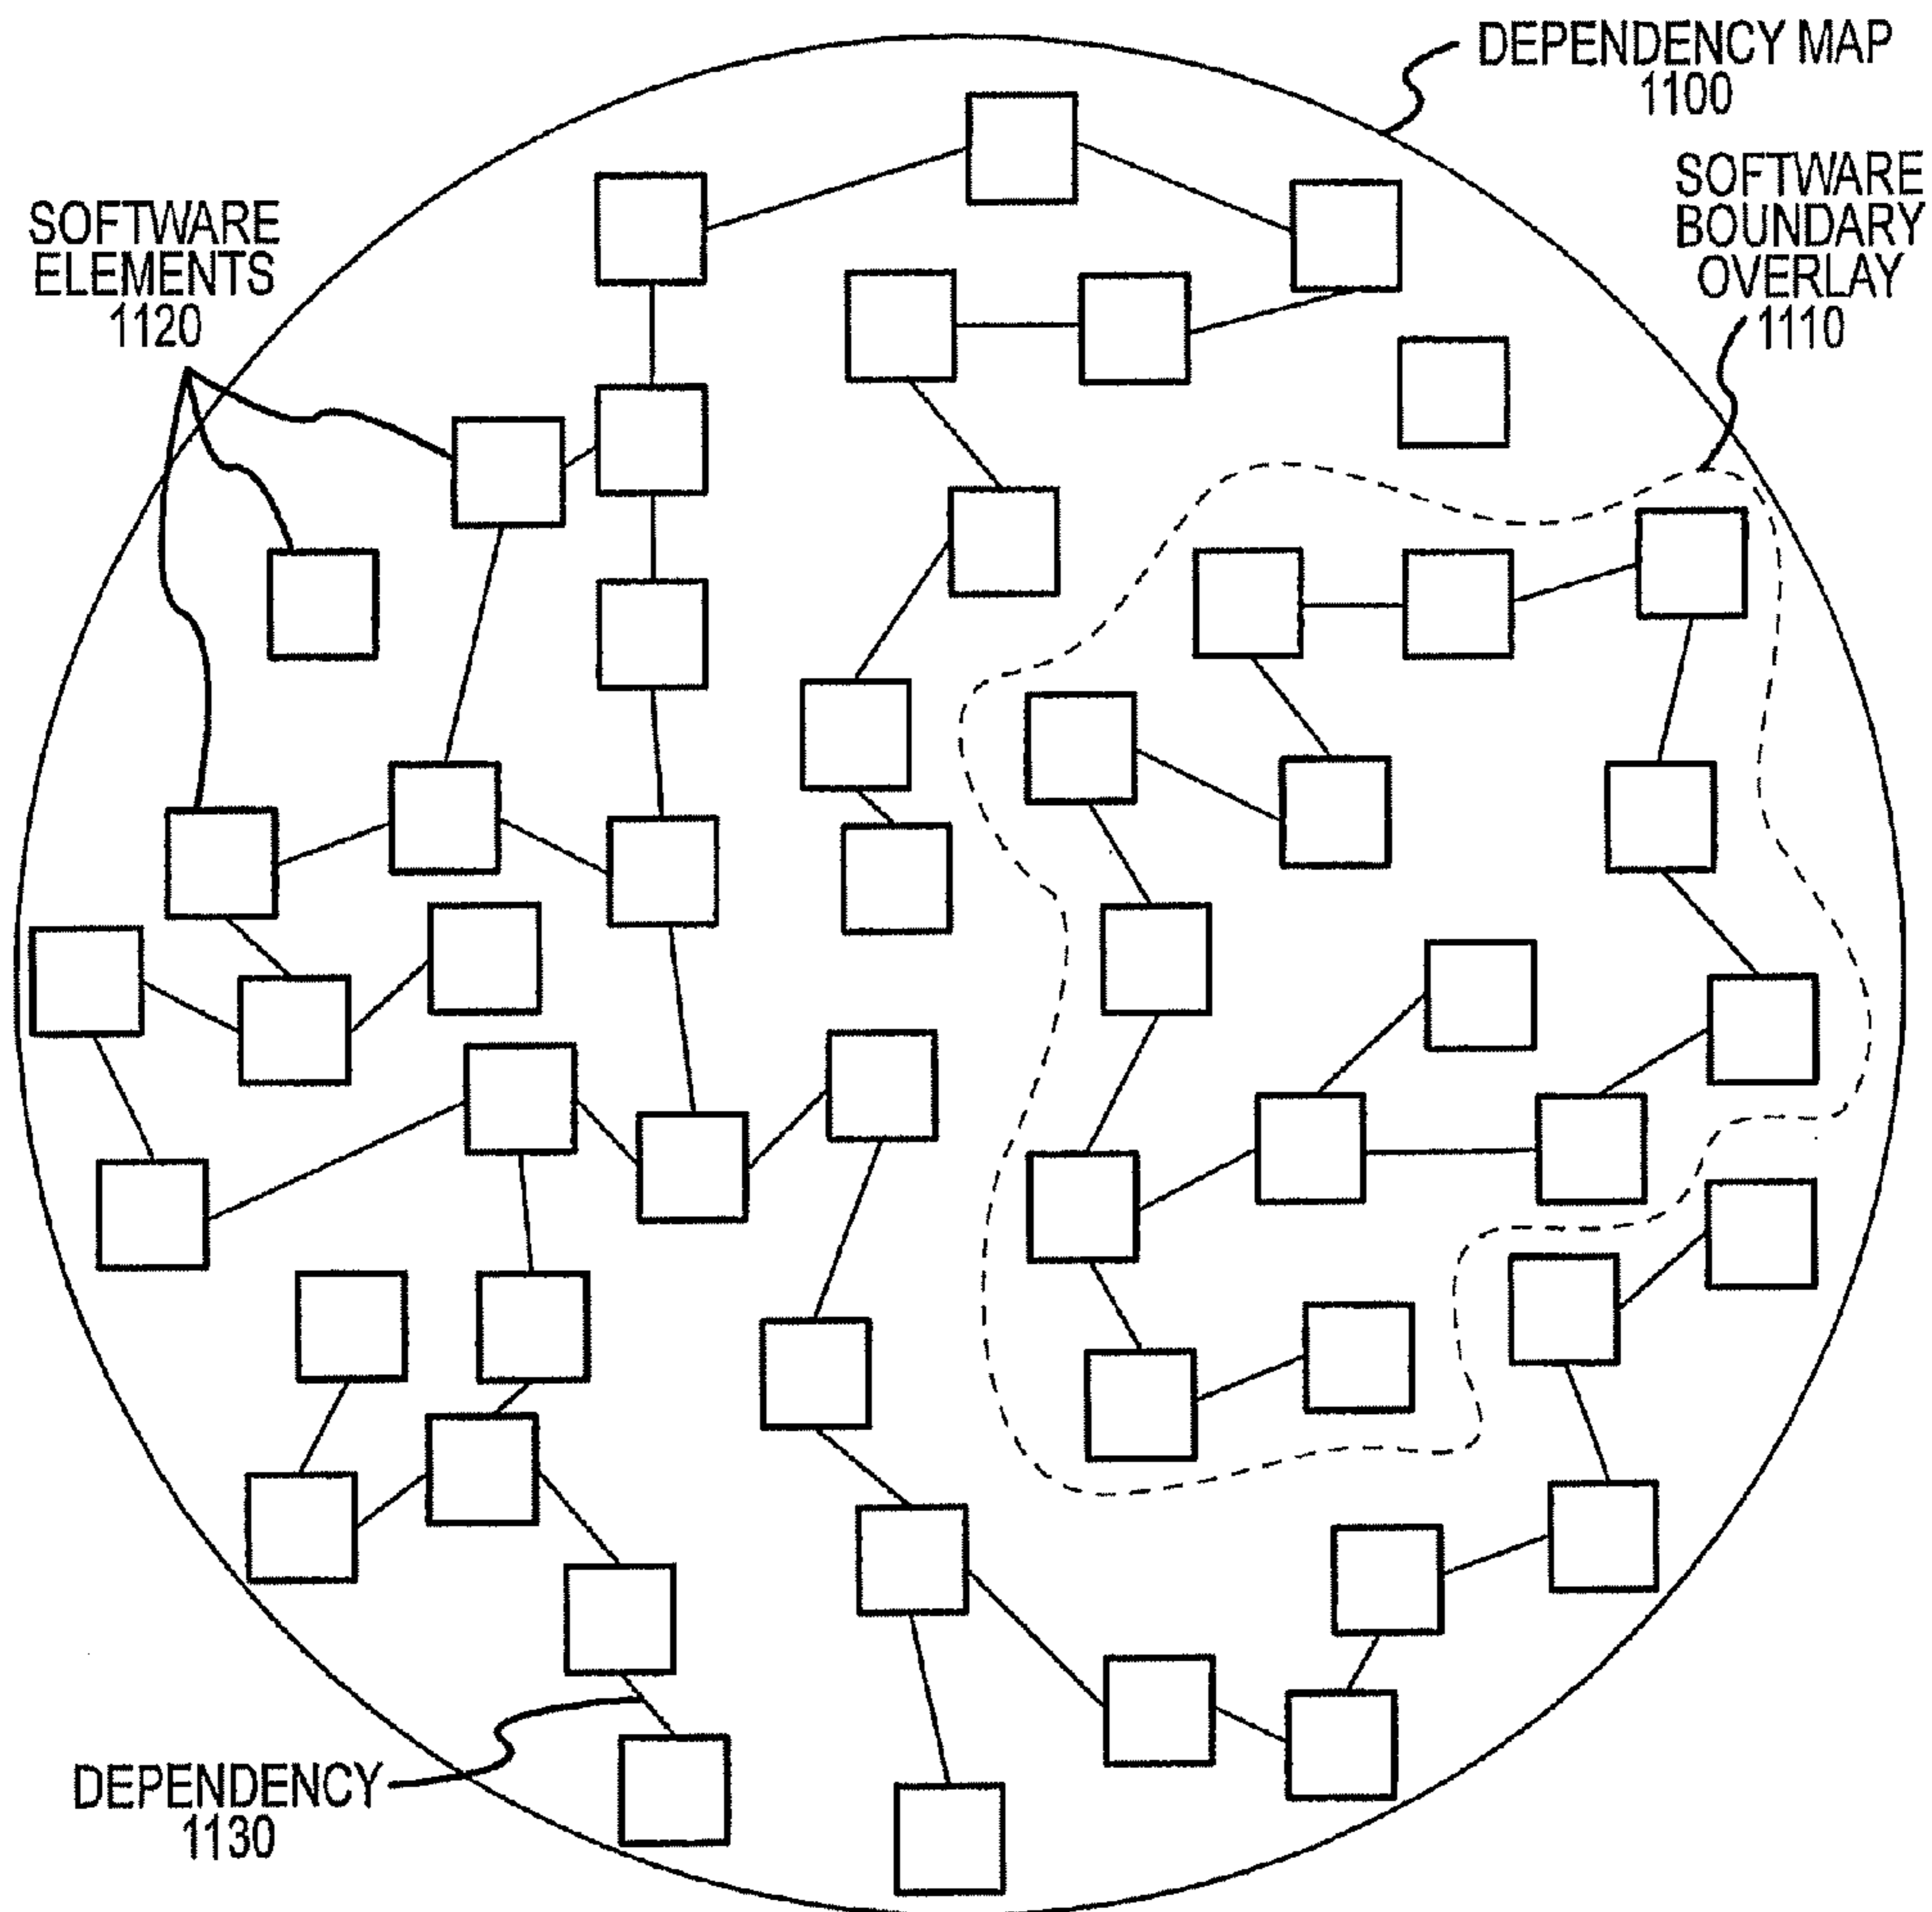 DEPENDENCY MAP
1100
SOFTWARE
BOUNDARY
OVERLAY
1110
SOFTWARE
ELEMENTS
1120
DEPENDENCY
1130